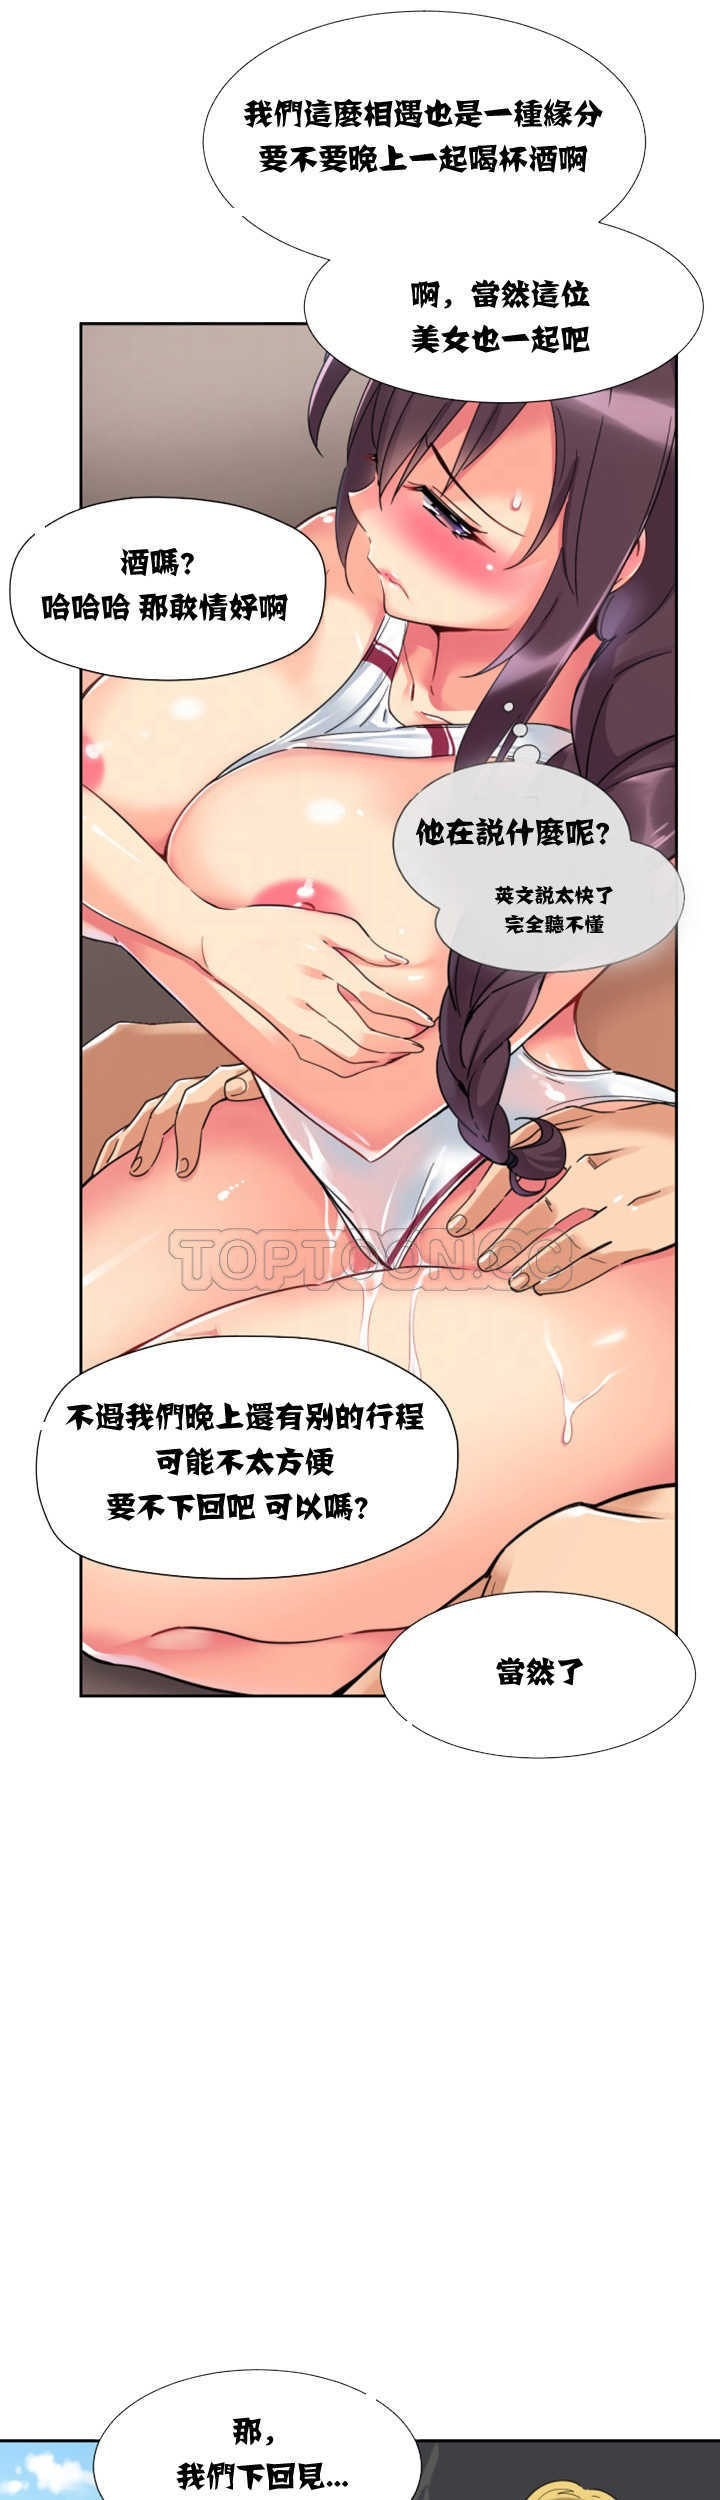 我們這麼相遇也是一種緣分
要不要晚上一起喝杯酒啊
啊，當然這位
美女也一起吧
酒嗎?
哈哈哈 那敢情好啊
他在説什麼呢?
英文説太快了
完全聽不懂
TOPTOON.CC
不過我們晚上還有别的行程
可能不太方便
要不下回吧 可以嗎?
當然了
那，
我們下回見...